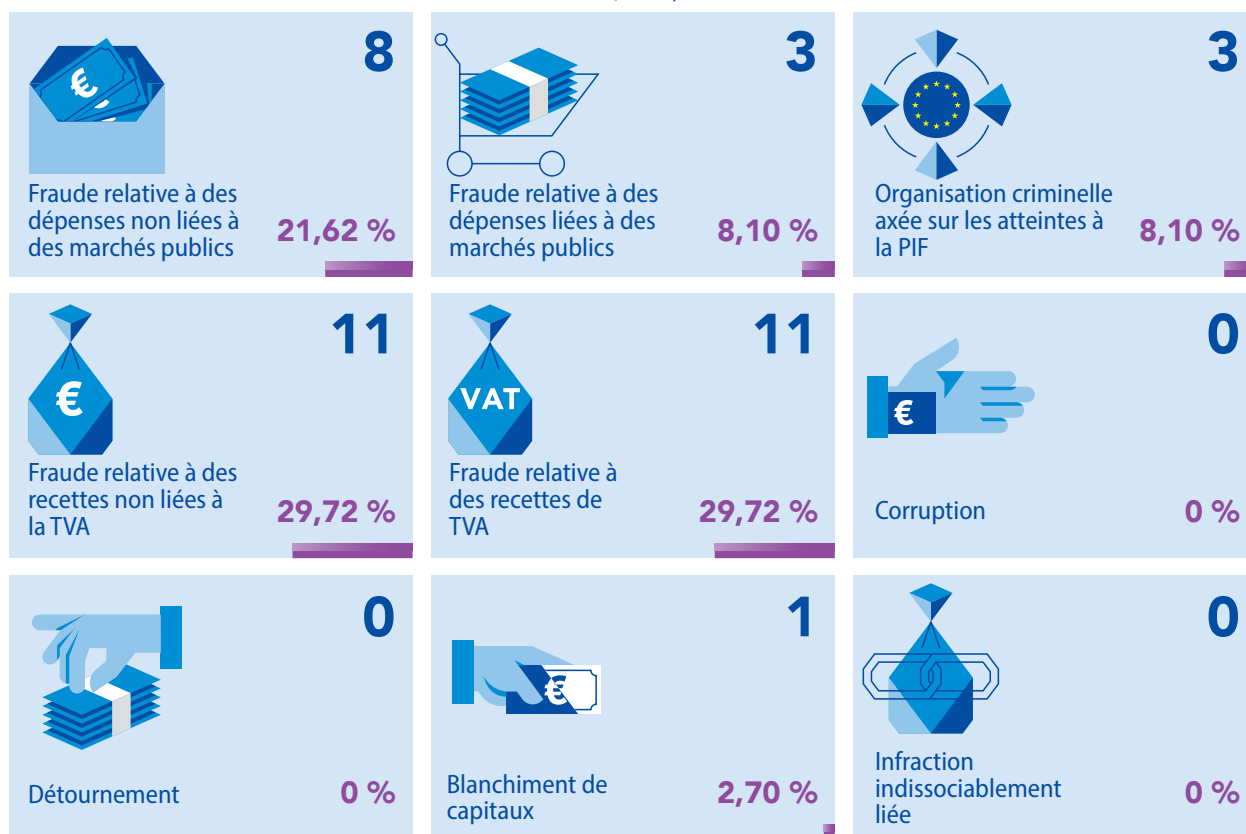 8
€
Fraude relative à des
dépenses non liées à
des marchés publics
21,62 %
3
Fraude relative à des
dépenses liées à des
marchés publics
8,10 %
3
Organisation criminelle
axée sur les atteintes à
la PIF
8,10 %
11
€
Fraude relative à des
recettes non liées à
la TVA
29,72 %
11
VAT
Fraude relative à
des recettes de
TVA
29,72 %
0
€
Corruption
0 %
0
Détournement
0 %
1
€
Blanchiment de
capitaux
2,70 %
0
Infraction
indissociablement
liée
0 %